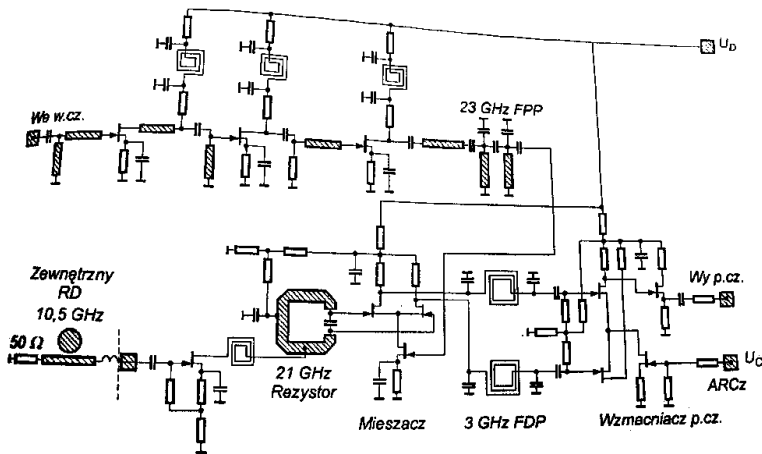 U_D
We w.cz.
23 GHz FPP
Zewnętrzny
RD
10,5 GHz
50 Ω
21 GHz
Rezystor
Mieszacz
3 GHz FDP
Wzmacniacz p.cz.
Wy p.cz.
U_C
ARCz